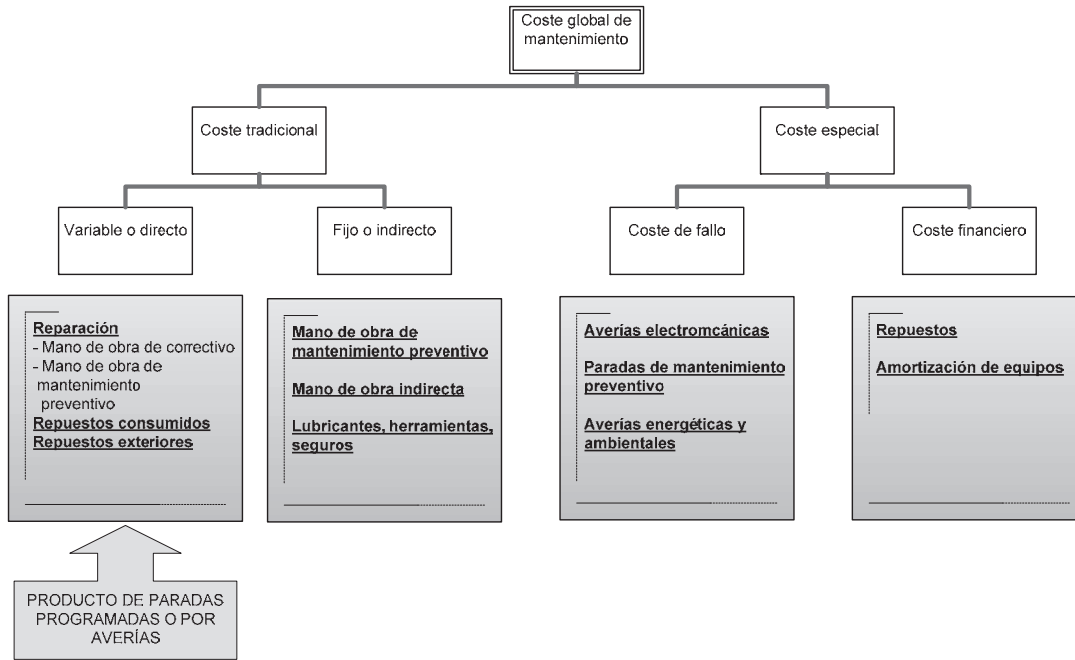 Coste global de
mantenimiento
Coste tradicional
Coste especial
Variable o directo
Fijo o indirecto
Coste de fallo
Coste financiero
Reparación
- Mano de obra de correctivo
- Mano de obra de
mantenimiento
preventivo
Repuestos consumidos
Repuestos exteriores
Mano de obra de
mantenimiento preventivo
Mano de obra indirecta
Lubricantes, herramientas,
seguros
Averías electromcánicas
Paradas de mantenimiento
preventivo
Averías energéticas y
ambientales
Repuestos
Amortización de equipos
PRODUCTO DE PARADAS
PROGRAMADAS O POR
AVERÍAS